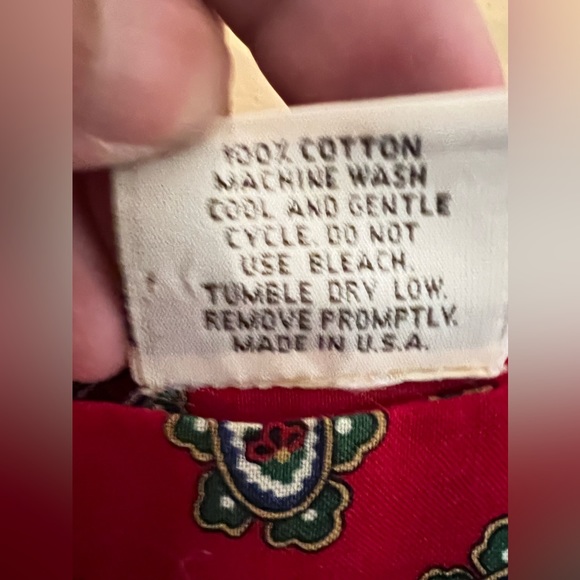 100% COTTON
MACHINE WASH
COOL AND GENTLE
CYCLE. DO NOT
USE BLEACH.
TUMBLE DRY LOW.
REMOVE PROMPTLY.
MADE IN U.S.A.